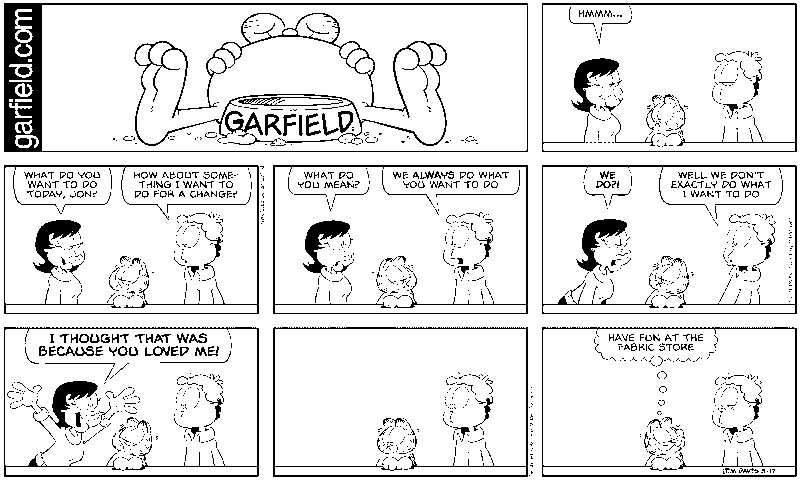 garfield.com
GARFIELD
HMMM...
WHAT DO YOU
WANT TO DO
TODAY, JON?
HOW ABOUT SOME-
THING I WANT TO
DO FOR A CHANGE?
WHAT DO
YOU MEAN?
WE ALWAYS DO WHAT
YOU WANT TO DO
WE
DO?!
WELL WE DON'T
EXACTLY DO WHAT
I WANT TO DO
I THOUGHT THAT WAS
BECAUSE YOU LOVED ME!
HAVE FUN AT THE
FABRIC STORE